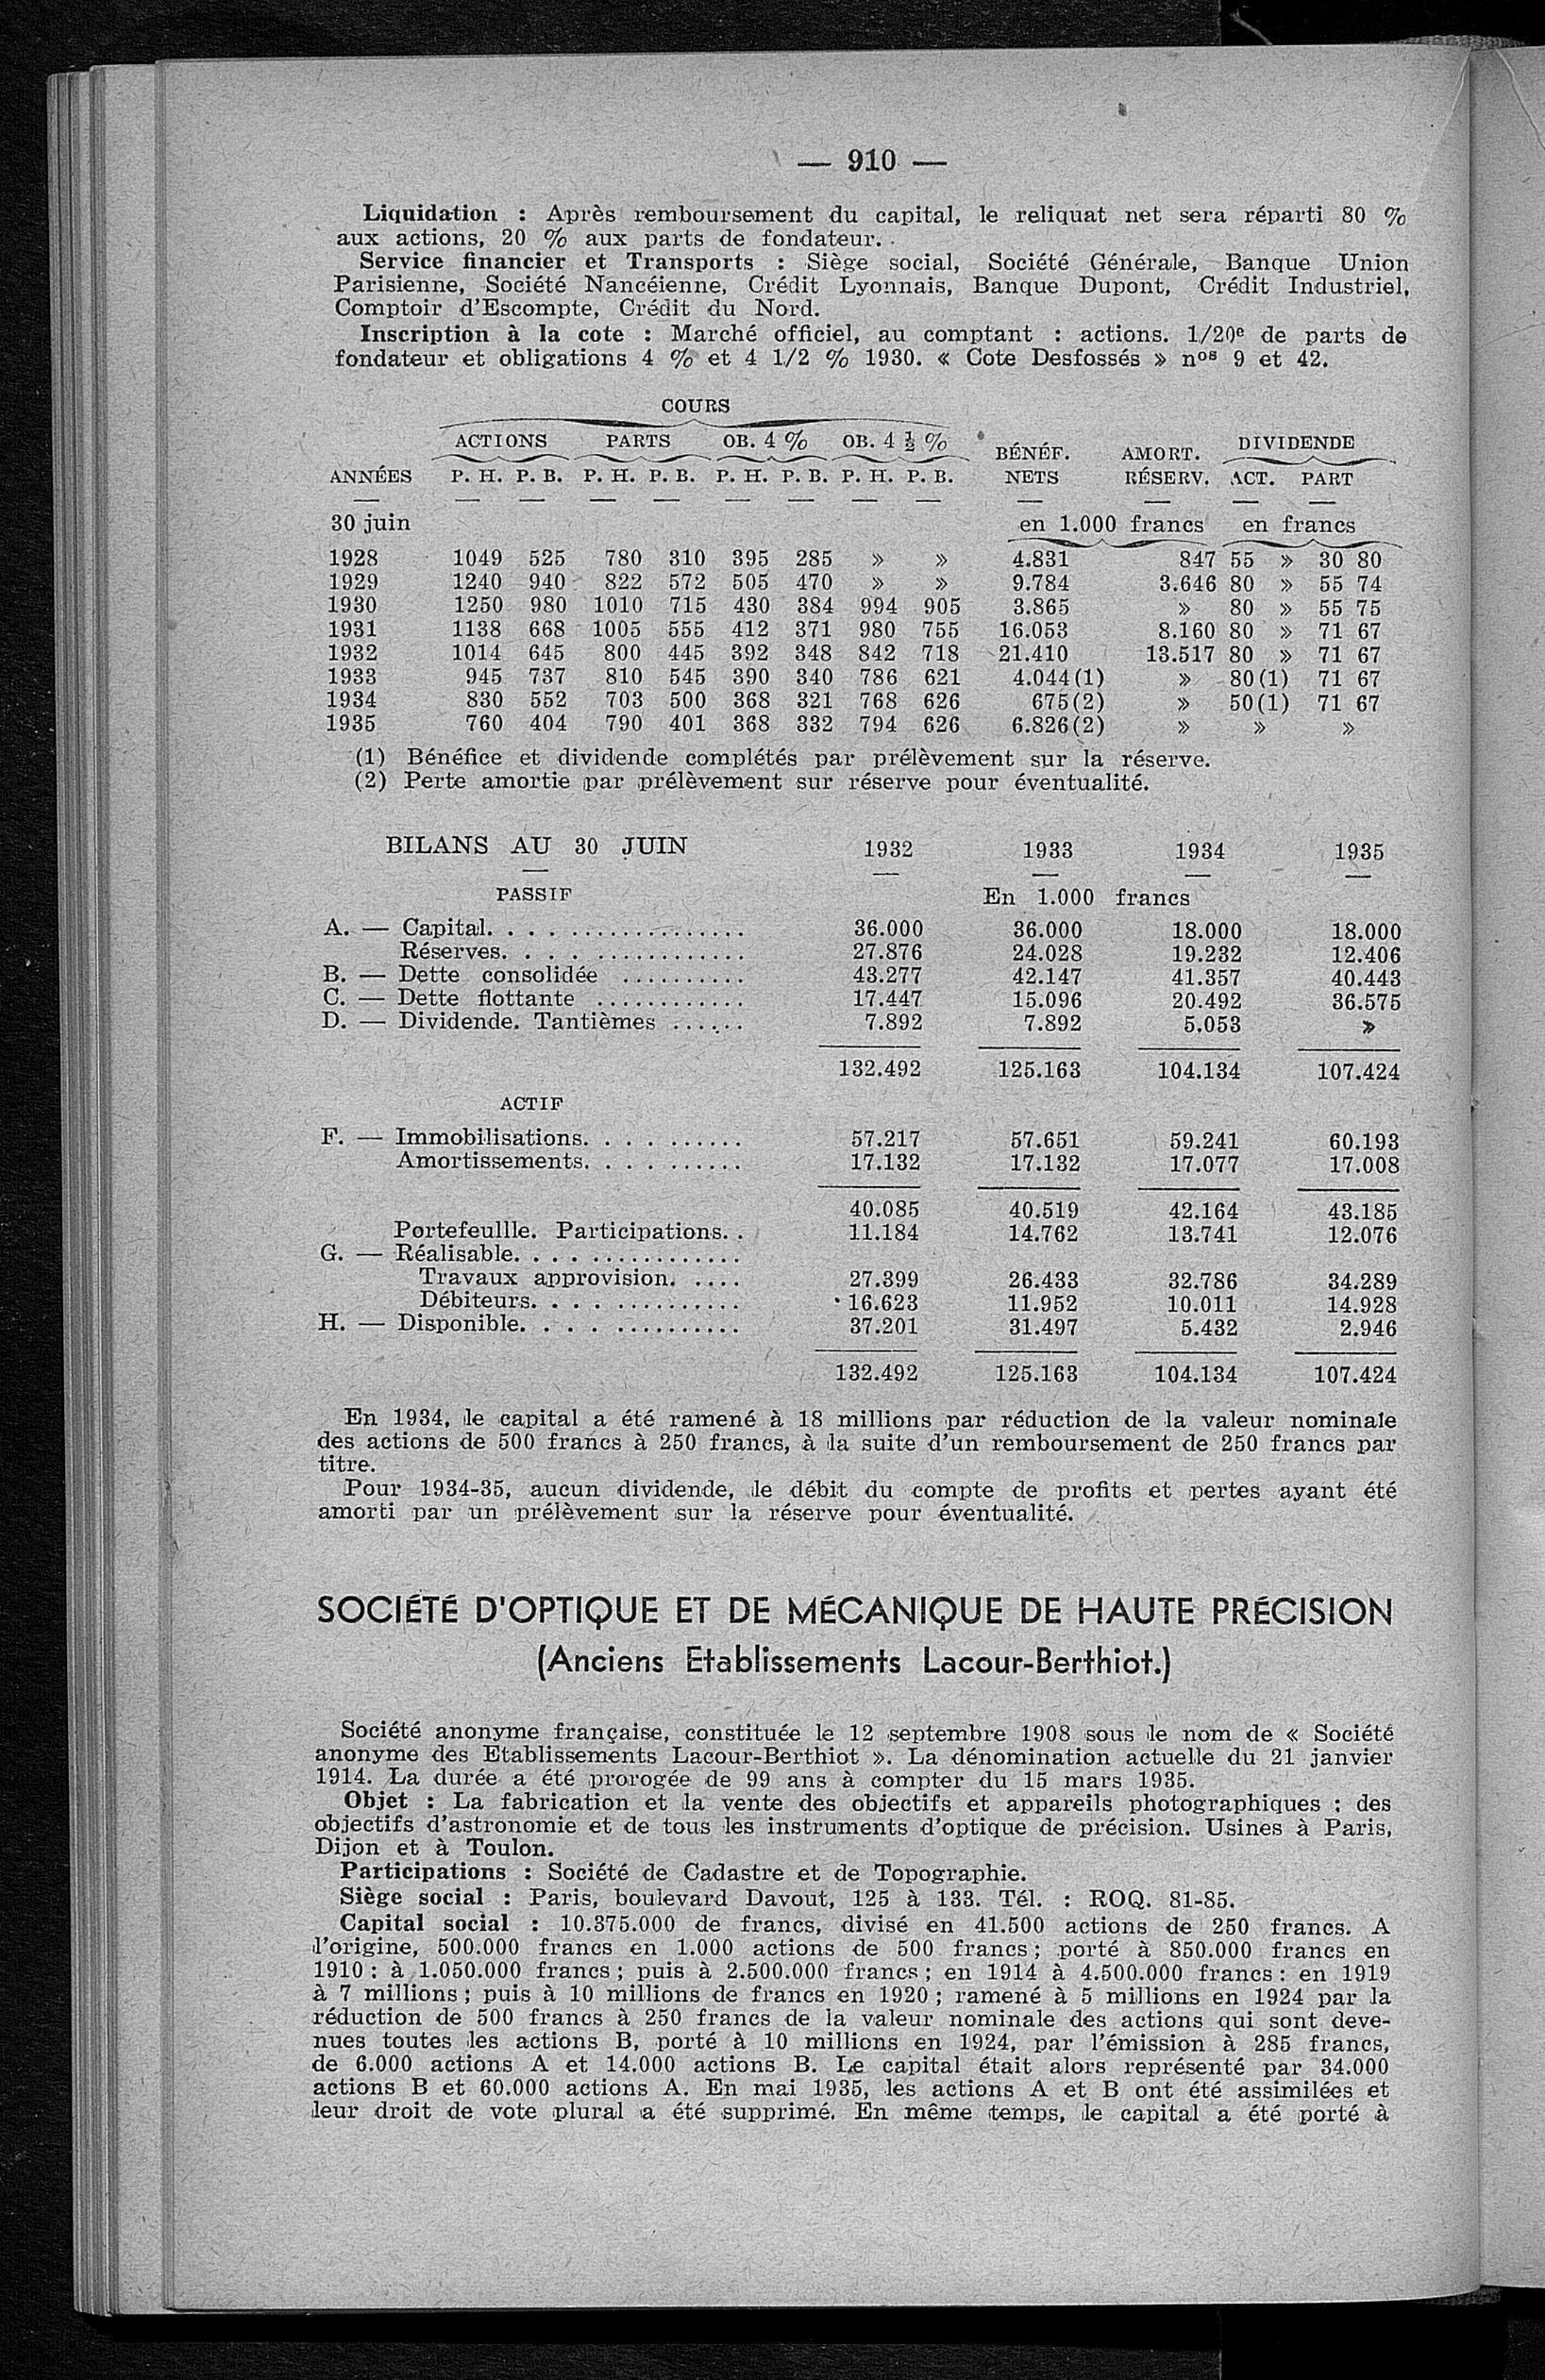 — 910 —
Liquidation : Après remboursement du capital, le reliquat net sera réparti 80 %
aux actions, 20 % aux parts de fondateur.
Service financier et Transports : Siège social, Société Générale, Banque Union
Parisienne, Société Nancéienne, Crédit Lyonnais, Banque Dupont, Crédit Industriel,
Comptoir d'Escompte, Crédit du Nord.
Inscription à la cote : Marché officiel, au comptant : actions. 1/20e de parts de
fondateur et obligations 4 % et 4 1/2 % 1930. « Cote Desfossés » nos 9 et 42.
COURS
ACTIONS PARTS OB. 4 % OB. 4 ½ % BÉNÉF. AMORT. DIVIDENDE
ANNÉES P. H. P. B. P. H. P. B. P. H. P. B. P. H. P. B. NETS RÉSERV. ACT. PART
30 juin en 1.000 francs en francs
1928 1049 525 780 310 395 285 » » 4.831 847 55 » 30 80
1929 1240 940 822 572 505 470 » » 9.784 3.646 80 » 55 74
1930 1250 980 1010 715 430 384 994 905 3.865 » 80 » 55 75
1931 1138 668 1005 555 412 371 980 755 16.053 8.160 80 » 71 67
1932 1014 645 800 445 392 348 842 718 21.410 13.517 80 » 71 67
1933 945 737 810 545 390 340 786 621 4.044(1) » 80(1) 71 67
1934 830 552 703 500 368 321 768 626 675(2) » 50(1) 71 67
1935 760 404 790 401 368 332 794 626 6.826(2) » » »
(1) Bénéfice et dividende complétés par prélèvement sur la réserve.
(2) Perte amortie par prélèvement sur réserve pour éventualité.
BILANS AU 30 JUIN 1932 1933 1934 1935
PASSIF En 1.000 francs
A. — Capital. . . . . . . . . . . . . . . . 36.000 36.000 18.000 18.000
Réserves. . . . . . . . . . . . . . . 27.876 24.028 19.232 12.406
B. — Dette consolidée . . . . . . . . . . 43.277 42.147 41.357 40.443
C. — Dette flottante . . . . . . . . . . . . 17.447 15.096 20.492 36.575
D. — Dividende. Tantièmes . . . . . . 7.892 7.892 5.053 »
132.492 125.163 104.134 107.424
ACTIF
F. — Immobilisations. . . . . . . . . . 57.217 57.651 59.241 60.193
Amortissements. . . . . . . . . . 17.132 17.132 17.077 17.008
40.085 40.519 42.164 43.185
Portefeullle. Participations. . 11.184 14.762 13.741 12.076
G. — Réalisable. . . . . . . . . . . . . . .
Travaux approvision. . . . . 27.399 26.433 32.786 34.289
Débiteurs. . . . . . . . . . . . . 16.623 11.952 10.011 14.928
H. — Disponible. . . . . . . . . . . . . . 37.201 31.497 5.432 2.946
132.492 125.163 104.134 107.424
En 1934, le capital a été ramené à 18 millions par réduction de la valeur nominale
des actions de 500 francs à 250 francs, à la suite d'un remboursement de 250 francs par
titre.
Pour 1934-35, aucun dividende, le débit du compte de profits et pertes ayant été
amorti par un prélèvement sur la réserve pour éventualité.
SOCIÉTÉ D'OPTIQUE ET DE MÉCANIQUE DE HAUTE PRÉCISION
(Anciens Etablissements Lacour-Berthiot.)
Société anonyme française, constituée le 12 septembre 1908 sous le nom de « Société
anonyme des Etablissements Lacour-Berthiot ». La dénomination actuelle du 21 janvier
1914. La durée a été prorogée de 99 ans à compter du 15 mars 1935.
Objet : La fabrication et la vente des objectifs et appareils photographiques ; des
objectifs d'astronomie et de tous les instruments d'optique de précision. Usines à Paris,
Dijon et à Toulon.
Participations : Société de Cadastre et de Topographie.
Siège social : Paris, boulevard Davout, 125 à 133. Tél. : ROQ. 81-85.
Capital social : 10.375.000 de francs, divisé en 41.500 actions de 250 francs. A
l'origine, 500.000 francs en 1.000 actions de 500 francs ; porté à 850.000 francs en
1910 : à 1.050.000 francs ; puis à 2.500.000 francs ; en 1914 à 4.500.000 francs : en 1919
à 7 millions ; puis à 10 millions de francs en 1920 ; ramené à 5 millions en 1924 par la
réduction de 500 francs à 250 francs de la valeur nominale des actions qui sont deve-
nues toutes les actions B, porté à 10 millions en 1924, par l'émission à 285 francs,
de 6.000 actions A et 14.000 actions B. Le capital était alors représenté par 34.000
actions B et 60.000 actions A. En mai 1935, les actions A et B ont été assimilées et
leur droit de vote plural a été supprimé. En même temps, le capital a été porté à